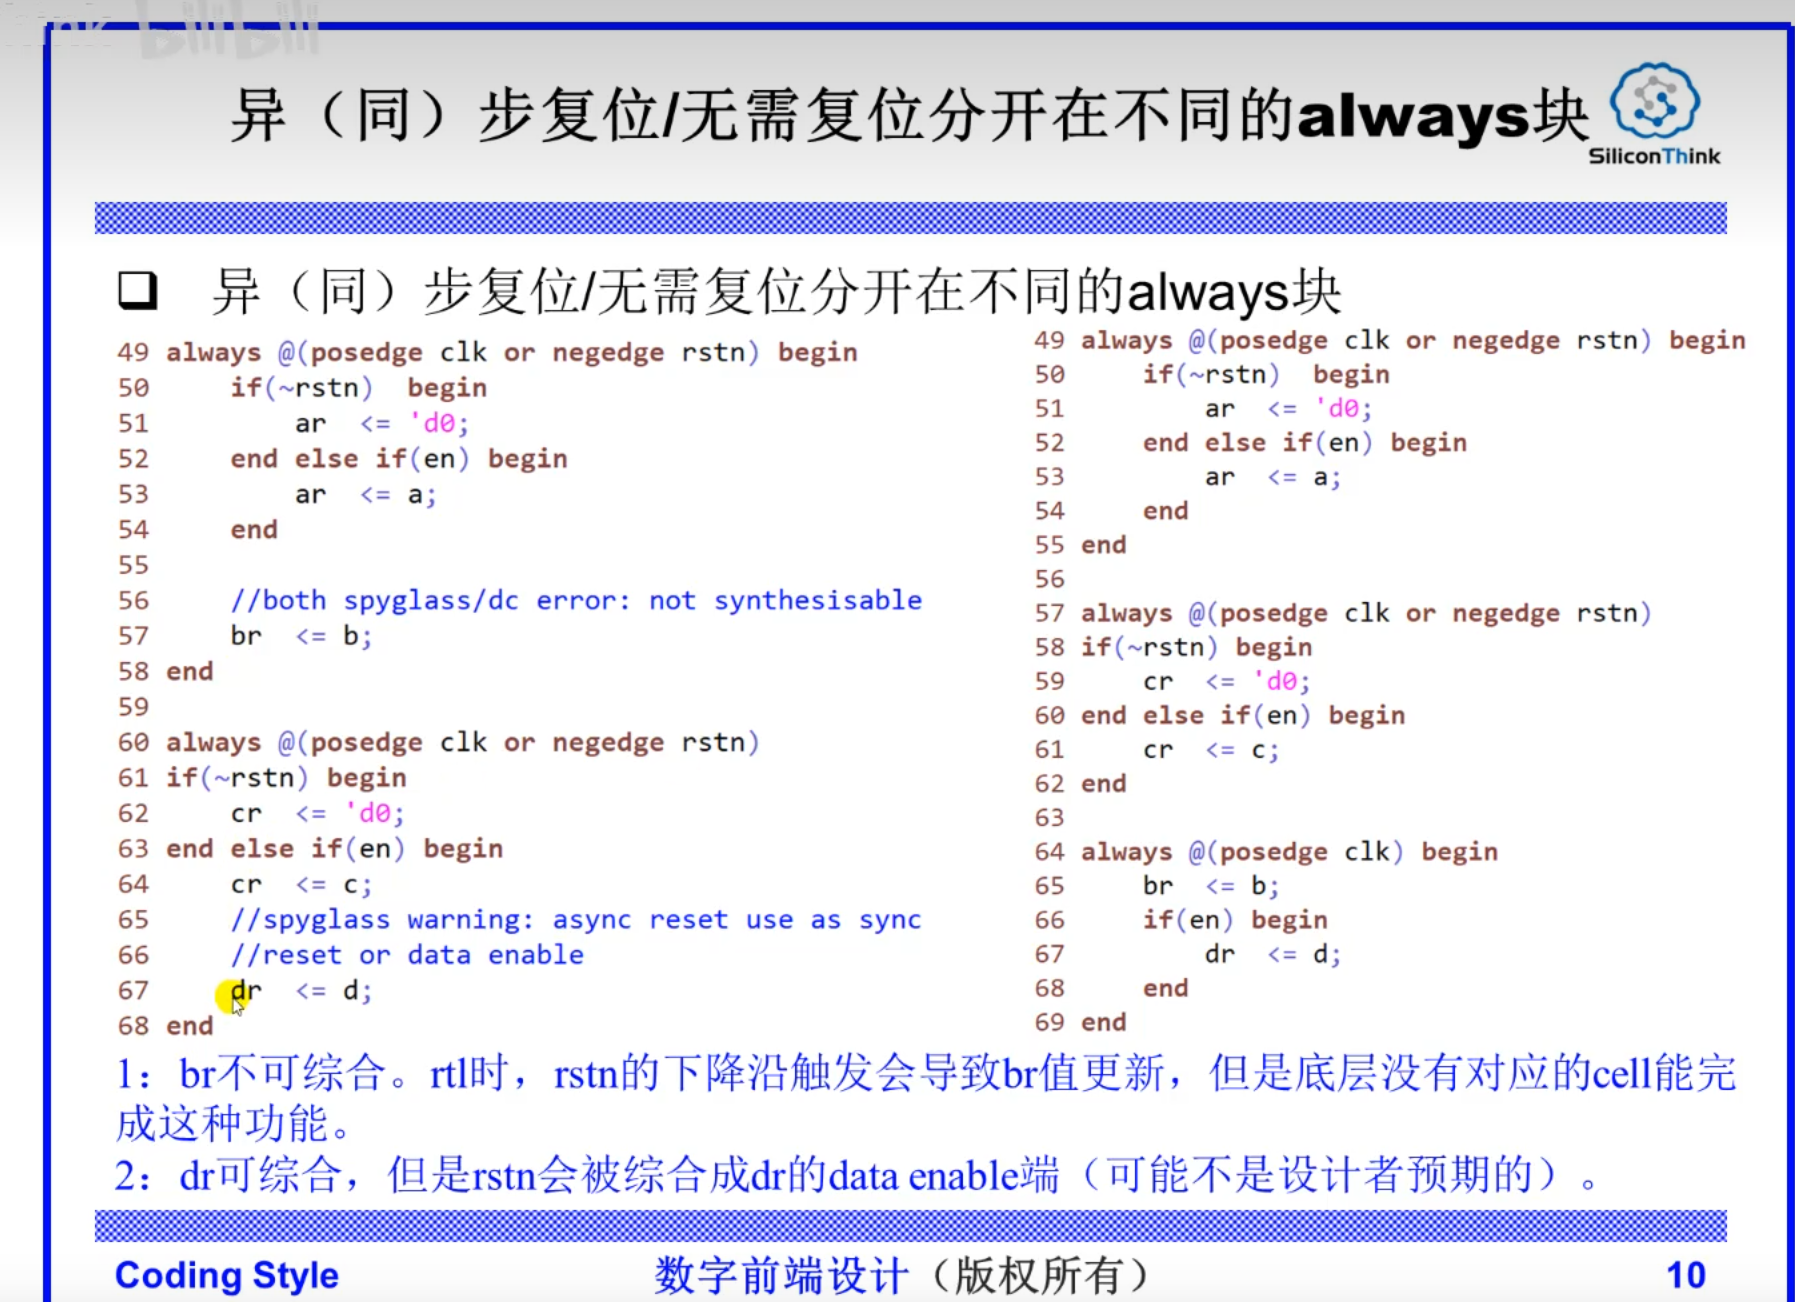 bilibili
异（同）步复位/无需复位分开在不同的always块
SiliconThink
异（同）步复位/无需复位分开在不同的always块
49 always @(posedge clk or negedge rstn) begin
50     if(~rstn)  begin
51         ar  <= 'd0;
52     end else if(en) begin
53         ar  <= a;
54     end
55
56     //both spyglass/dc error: not synthesisable
57     br  <= b;
58 end
59
60 always @(posedge clk or negedge rstn)
61 if(~rstn) begin
62     cr  <= 'd0;
63 end else if(en) begin
64     cr  <= c;
65     //spyglass warning: async reset use as sync
66     //reset or data enable
67     dr  <= d;
68 end
49 always @(posedge clk or negedge rstn) begin
50     if(~rstn)  begin
51         ar  <= 'd0;
52     end else if(en) begin
53         ar  <= a;
54     end
55 end
56
57 always @(posedge clk or negedge rstn)
58 if(~rstn) begin
59     cr  <= 'd0;
60 end else if(en) begin
61     cr  <= c;
62 end
63
64 always @(posedge clk) begin
65     br  <= b;
66     if(en) begin
67         dr  <= d;
68     end
69 end
1：br不可综合。rtl时，rstn的下降沿触发会导致br值更新，但是底层没有对应的cell能完
成这种功能。
2：dr可综合，但是rstn会被综合成dr的data enable端（可能不是设计者预期的）。
Coding Style
数字前端设计（版权所有）
10